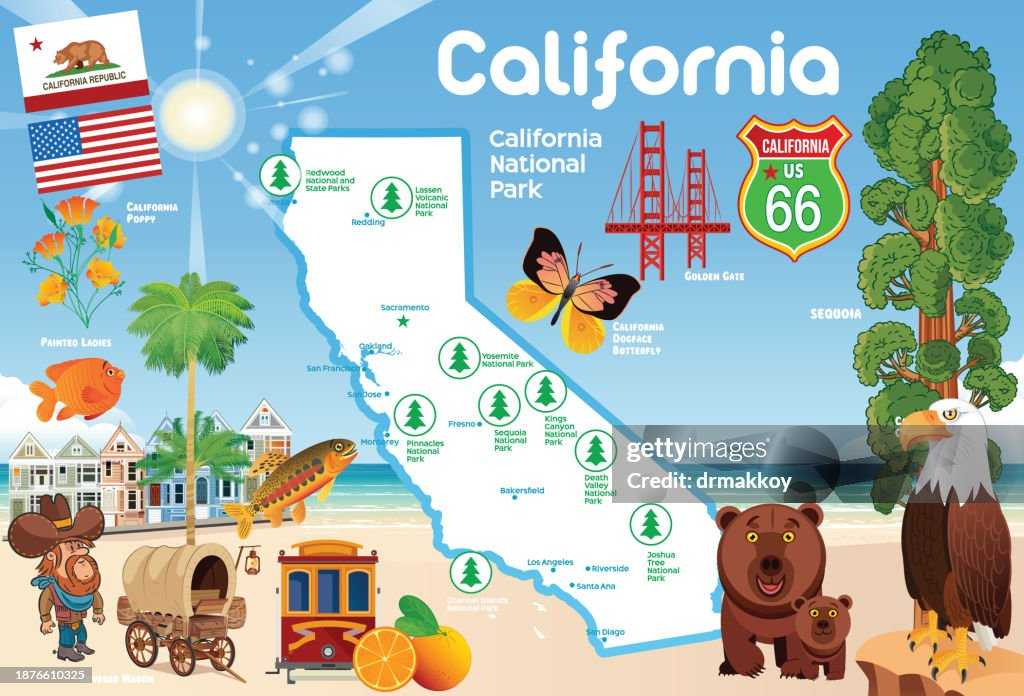 California
CALIFORNIA REPUBLIC
California
National
Park
CALIFORNIA
US
66
Redwood
National and
State Parks
Eureka
Lassen
Volcanic
National
Park
Redding
California
Poppy
Golden Gate
Sequoia
Sacramento
California
Dogface
Botterfly
Painted Ladies
Oakland
San Francisco
Yosemite
National Park
San Jose
Kings
Canyon
National
Park
Fresno
Sequoia
National
Park
Monterey
Pinnacles
National
Park
Death
Valley
National
Park
gettyimages
Credit: drmakkoy
Bakersfield
Joshua
Tree
National
Park
Los Angeles
Riverside
Santa Ana
Channel Islands
National Park
San Diego
1876610325